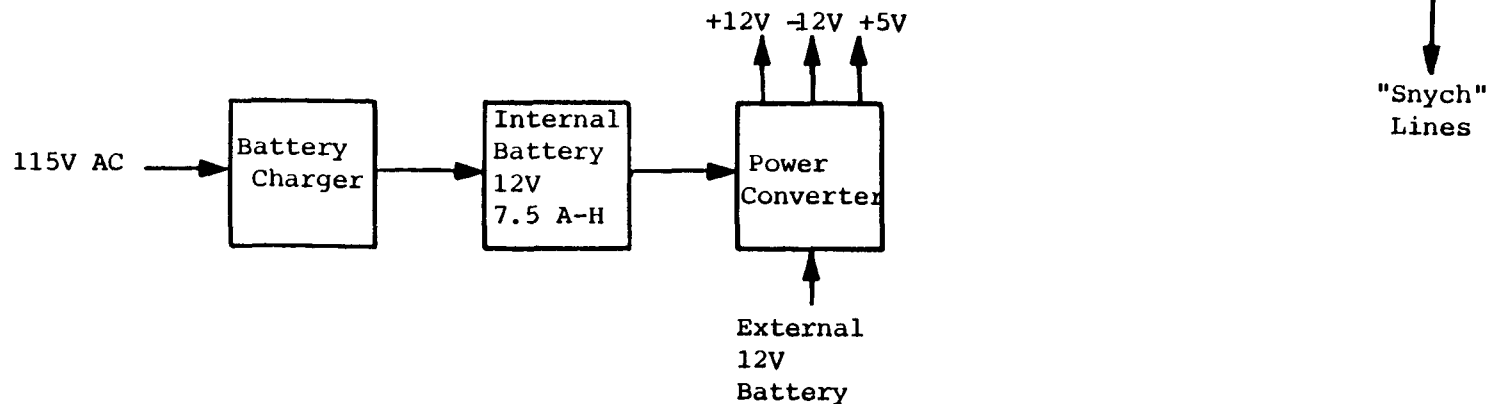 +12V -12V +5V
"Snych"
Lines
115V AC
Battery
Charger
Internal
Battery
12V
7.5 A-H
Power
Converter
External
12V
Battery